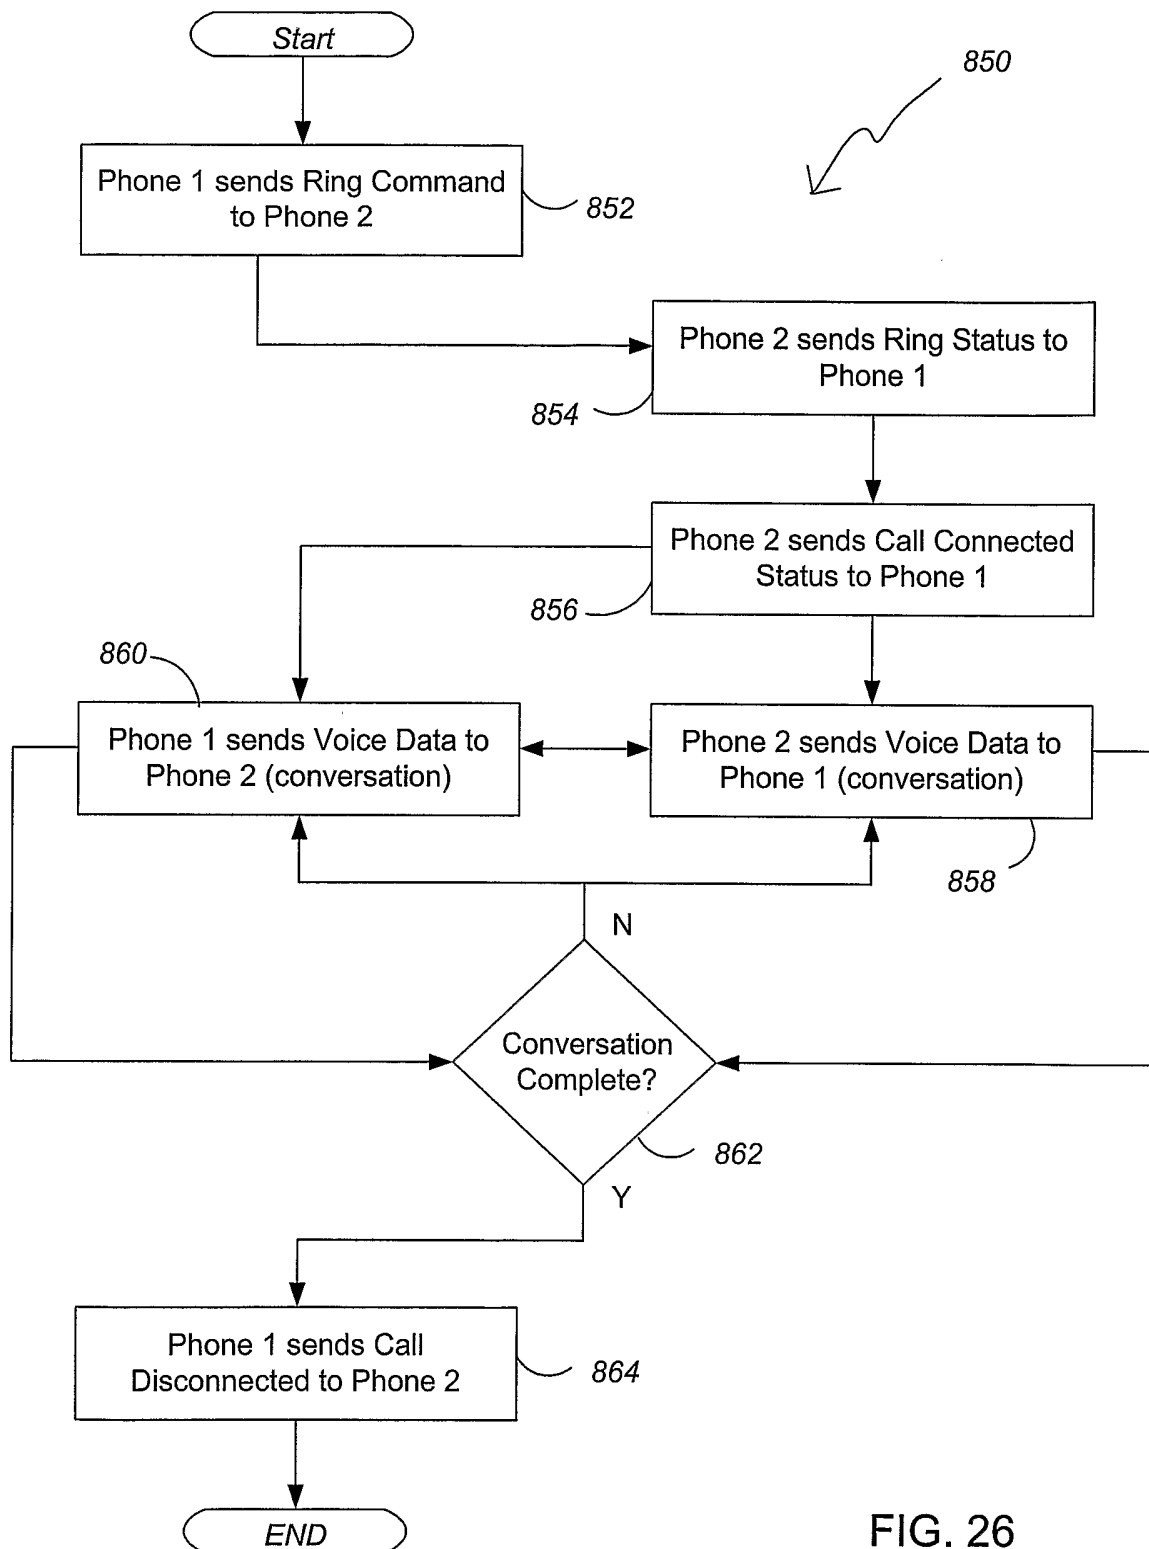 Start
850
Phone 1 sends Ring Command
to Phone 2
852
Phone 2 sends Ring Status to
Phone 1
854
Phone 2 sends Call Connected
Status to Phone 1
856
860
Phone 1 sends Voice Data to
Phone 2 (conversation)
Phone 2 sends Voice Data to
Phone 1 (conversation)
858
N
Conversation
Complete?
862
Y
Phone 1 sends Call
Disconnected to Phone 2
864
END
FIG. 26